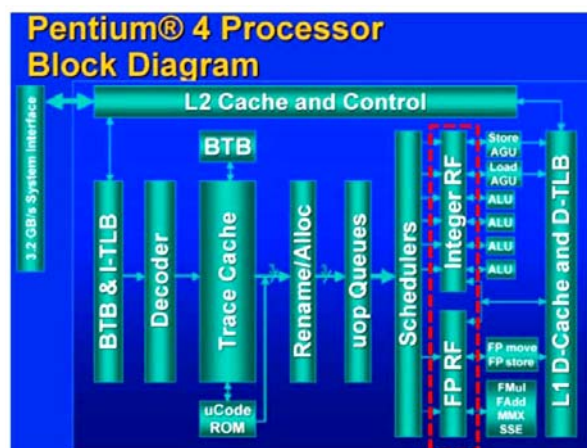 Pentium® 4 Processor
Block Diagram
3.2 GB/s System Interface
L2 Cache and Control
BTB & I-TLB
Decoder
BTB
Trace Cache
uCode
ROM
Rename/Alloc
uop Queues
Schedulers
Integer RF
FP RF
Store
AGU
Load
AGU
ALU
ALU
ALU
ALU
FP move
FP store
FMul
FAdd
MMX
SSE
L1 D-Cache and D-TLB